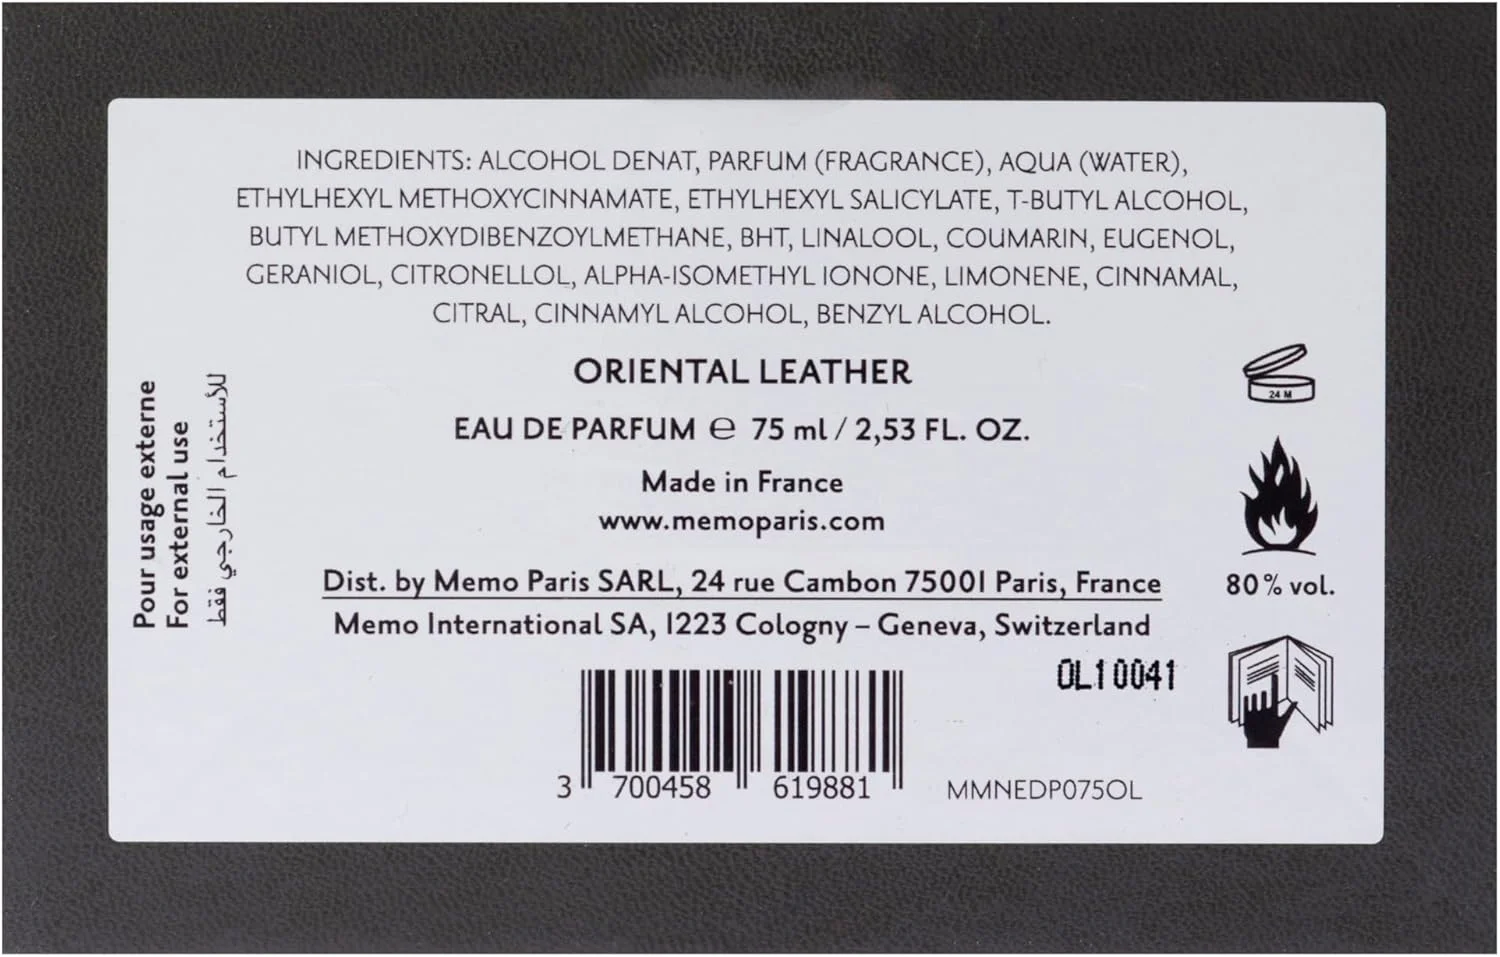 INGREDIENTS: ALCOHOL DENAT, PARFUM (FRAGRANCE), AQUA (WATER),
ETHYLHEXYL METHOXYCINNAMATE, ETHYLHEXYL SALICYLATE, T-BUTYL ALCOHOL,
BUTYL METHOXYDIBENZOYLMETHANE, BHT, LINALOOL, COUMARIN, EUGENOL,
GERANIOL, CITRONELLOL, ALPHA-ISOMETHYL IONONE, LIMONENE, CINNAMAL,
CITRAL, CINNAMYL ALCOHOL, BENZYL ALCOHOL.
ORIENTAL LEATHER
EAU DE PARFUM ℮ 75 ml / 2,53 FL. OZ.
Made in France
www.memoparis.com
Dist. by Memo Paris SARL, 24 rue Cambon 75001 Paris, France
Memo International SA, 1223 Cologny – Geneva, Switzerland
OL10041
3 700458 619881
MMNEDP075OL
Pour usage externe
For external use
للأستخدام الخارجي فقط
24 M
80% vol.